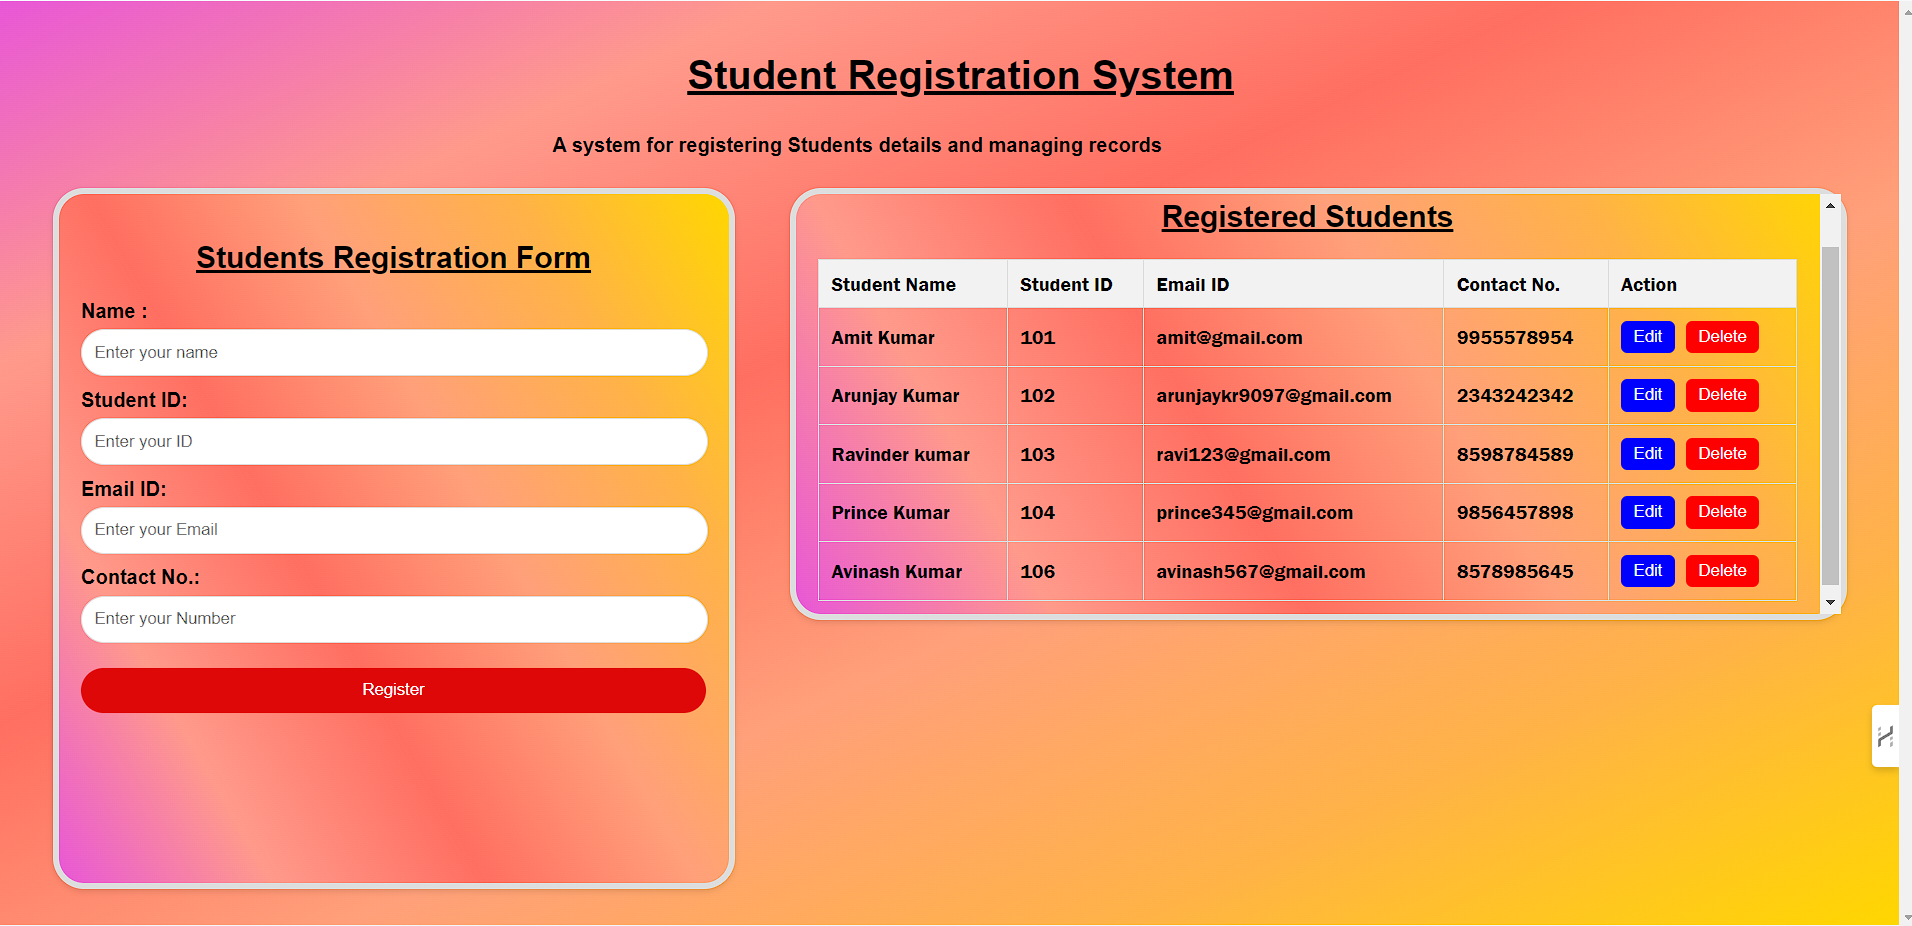 Student Registration System
A system for registering Students details and managing records
Students Registration Form
Name :
Enter your name
Student ID:
Enter your ID
Email ID:
Enter your Email
Contact No.:
Enter your Number
Register
Registered Students
Student Name Student ID Email ID Contact No. Action
Amit Kumar 101 amit@gmail.com 9955578954 Edit Delete
Arunjay Kumar 102 arunjaykr9097@gmail.com 2343242342 Edit Delete
Ravinder kumar 103 ravi123@gmail.com 8598784589 Edit Delete
Prince Kumar 104 prince345@gmail.com 9856457898 Edit Delete
Avinash Kumar 106 avinash567@gmail.com 8578985645 Edit Delete